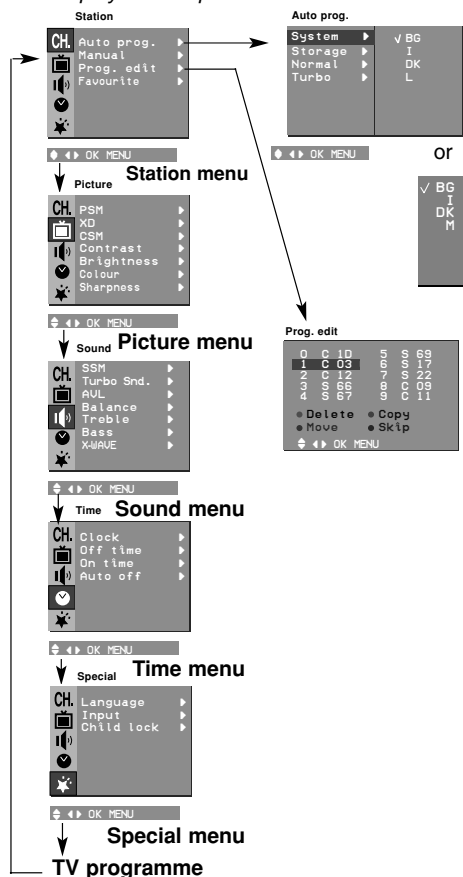 Station
CH.
Auto prog.
Manual
Prog. edit
Favourite
OK MENU
Station menu
Auto prog.
System √ BG
Storage I
Normal DK
Turbo L
OK MENU
or
√ BG
I
DK
M
Picture
CH.
PSM
XD
CSM
Contrast
Brightness
Colour
Sharpness
OK MENU
Picture menu
Prog. edit
0 C 10 5 S 69
1 C 03 6 S 17
2 C 12 7 S 22
3 S 66 8 C 09
4 S 67 9 C 11
Delete Copy
Move Skip
OK MENU
Sound
CH.
SSM
Turbo Snd.
AVL
Balance
Treble
Bass
X-WAVE
OK MENU
Sound menu
Time
CH.
Clock
Off time
On time
Auto off
OK MENU
Time menu
Special
CH.
Language
Input
Child lock
OK MENU
Special menu
TV programme